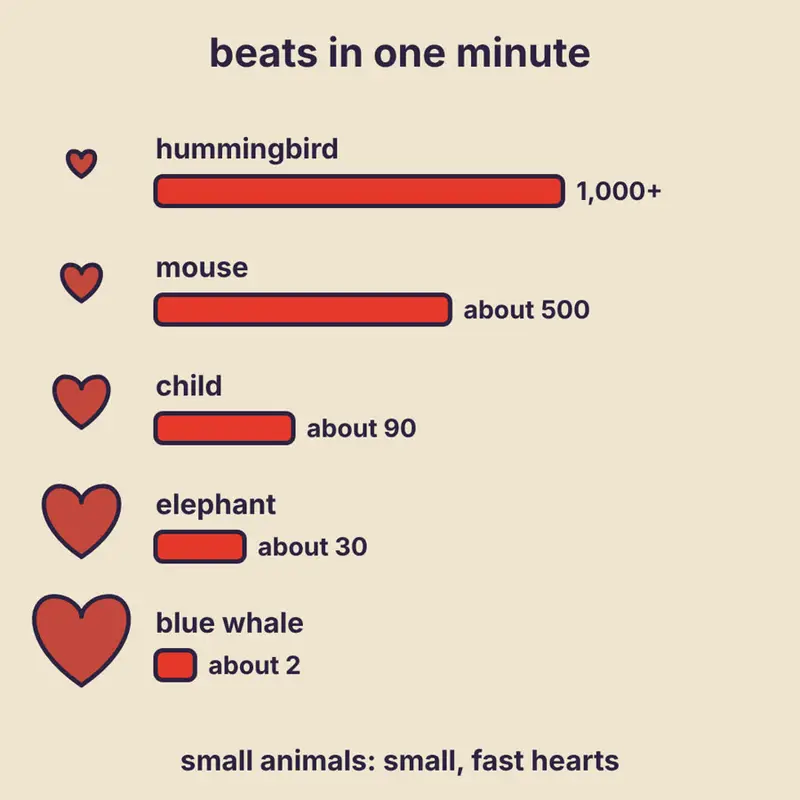 beats in one minute
hummingbird
1,000+
mouse
about 500
child
about 90
elephant
about 30
blue whale
about 2
small animals: small, fast hearts